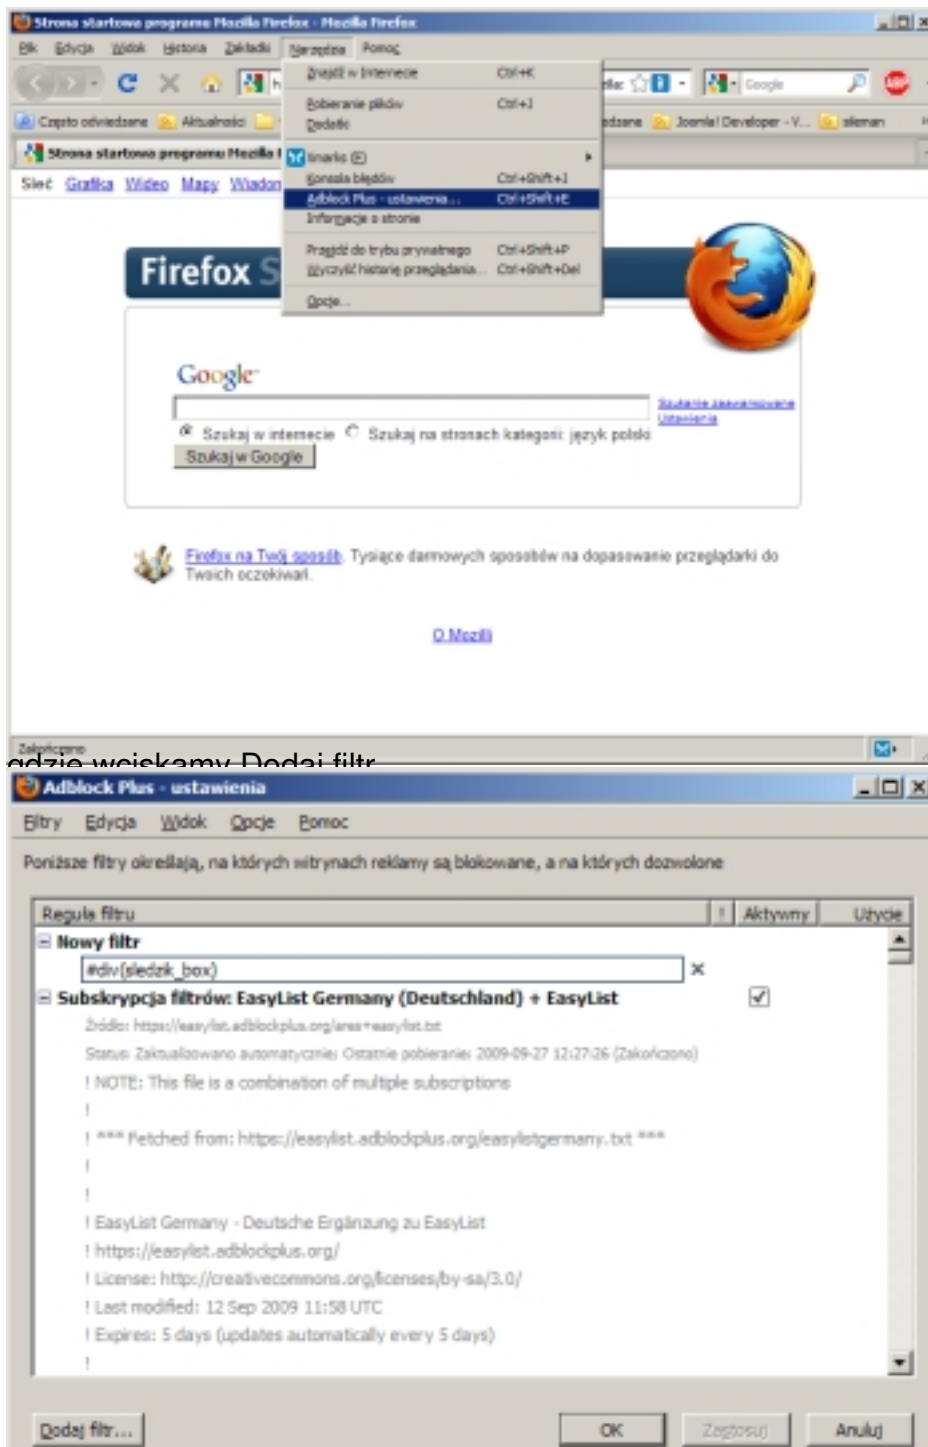 Strona startowa programu Mozilla Firefox - Mozilla Firefox
Plik Edycja Widok Historia Zakładki Narzędzia Pomoc
Znajdź w Internecie Ctrl+K
Pobieranie plików Ctrl+J
Dodatki
Konsola błędów Ctrl+Shift+J
Adblock Plus - ustawienia... Ctrl+Shift+E
Informacje o stronie
Przejdź do trybu prywatnego Ctrl+Shift+P
Wyczyść historię przeglądania... Ctrl+Shift+Del
Opcje...
Google
ABP
Często odwiedzane Aktualności
Joomla! Developer - V...
Strona startowa programu Mozilla
Sieć Grafika Wideo Mapy
Firefox
Google
Szukanie zaawansowane
Ustawienia
Szukaj w internecie Szukaj na stronach kategorii: język polski
Szukaj w Google
Firefox na Twój sposób. Tysiące darmowych sposobów na dopasowanie przeglądarki do
Twoich oczekiwań.
O Mozilli
Zakończono
gdzie wciskamy Dodaj filtr
Adblock Plus - ustawienia
Filtry Edycja Widok Opcje Pomoc
Poniższe filtry określają, na których witrynach reklamy są blokowane, a na których dozwolone
Reguła filtru ! Aktywny Użycie
Nowy filtr
#div(sledzik_box)
Subskrypcja filtrów: EasyList Germany (Deutschland) + EasyList
Źródło: https://easylist.adblockplus.org/ares+easylist.txt
Status: Zaktualizowano automatycznie; Ostatnie pobieranie: 2009-09-27 12:27:26 (Zakończono)
! NOTE: This file is a combination of multiple subscriptions
!
! *** Fetched from: https://easylist.adblockplus.org/easylistgermany.txt ***
!
!
! EasyList Germany - Deutsche Ergänzung zu EasyList
! https://easylist.adblockplus.org/
! License: http://creativecommons.org/licenses/by-sa/3.0/
! Last modified: 12 Sep 2009 11:58 UTC
! Expires: 5 days (updates automatically every 5 days)
!
Dodaj filtr... OK Zastosuj Anuluj